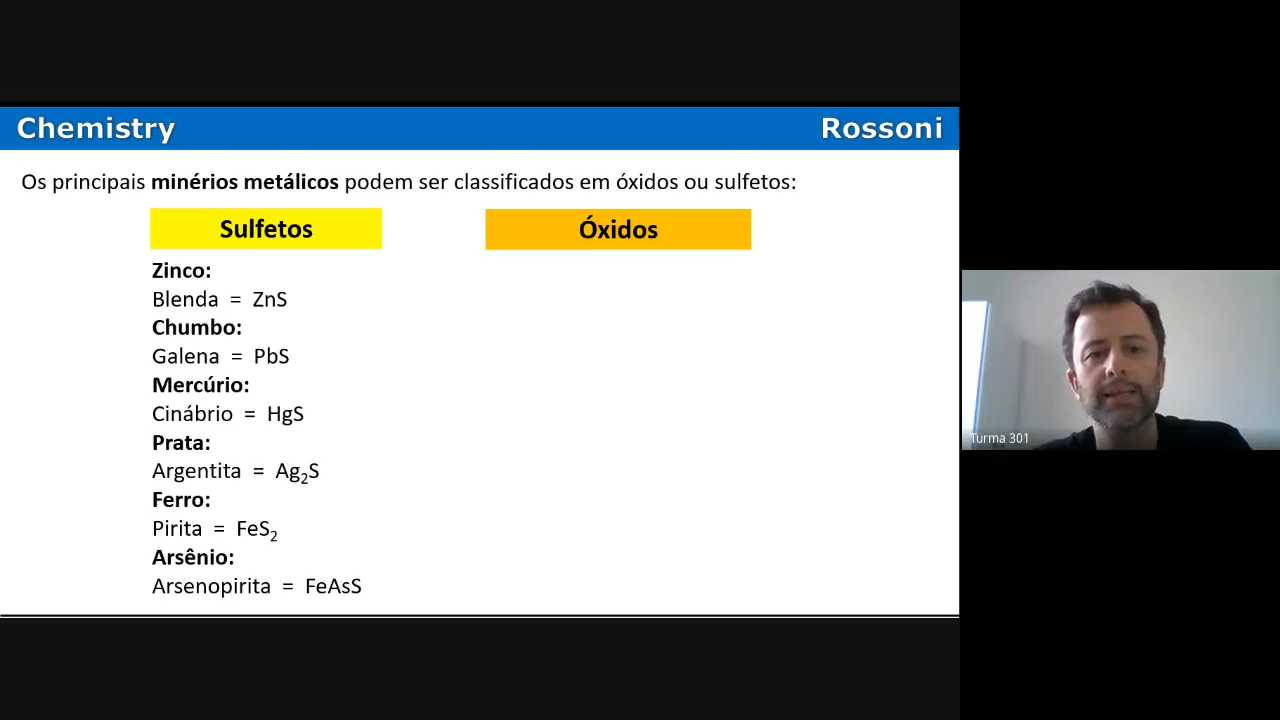 Chemistry Rossoni
Os principais minérios metálicos podem ser classificados em óxidos ou sulfetos:
Sulfetos
Zinco:
Blenda = ZnS
Chumbo:
Galena = PbS
Mercúrio:
Cinábrio = HgS
Prata:
Argentita = Ag₂S
Ferro:
Pirita = FeS₂
Arsênio:
Arsenopirita = FeAsS
Óxidos
Turma 301